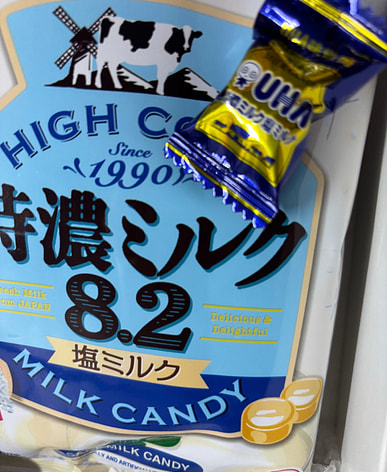 HIGH
Since
1990
特濃ミルク
8.2
Delicious &
Delightful
塩ミルク
MILK CANDY
MILK CANDY
UHA